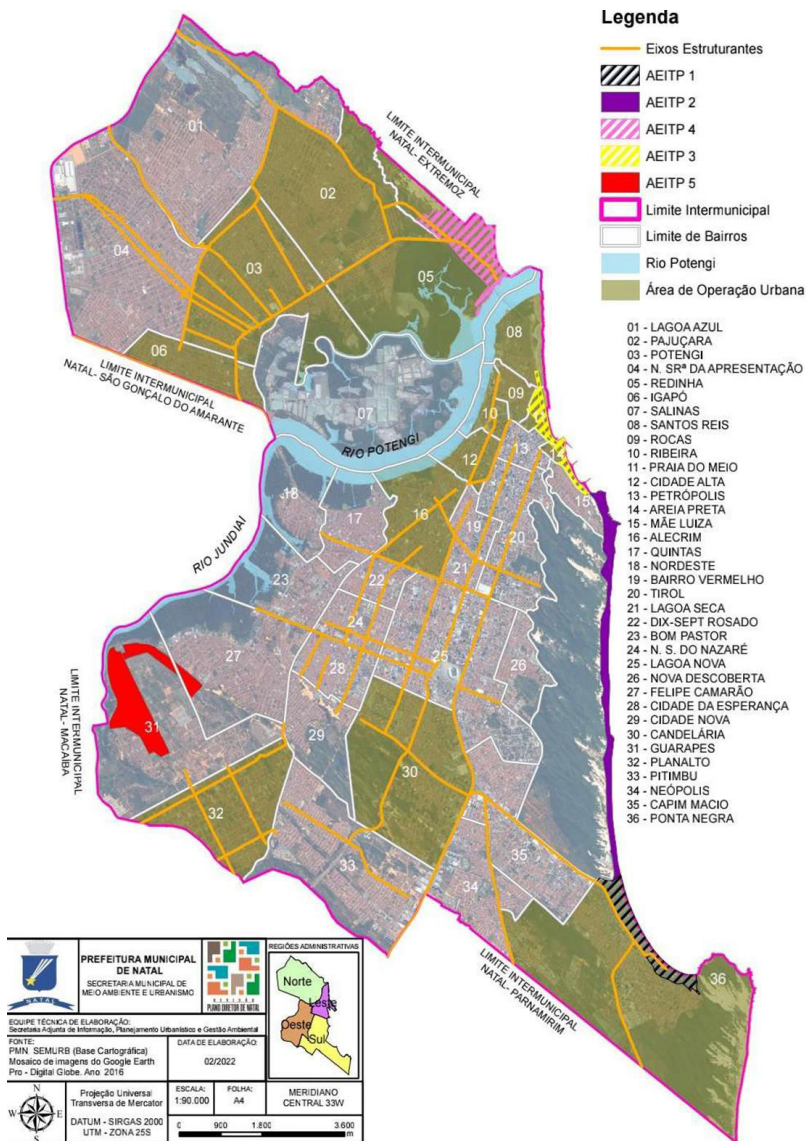 Legenda
Eixos Estruturantes
AEITP 1
AEITP 2
AEITP 4
AEITP 3
AEITP 5
Limite Intermunicipal
Limite de Bairros
Rio Potengi
Área de Operação Urbana
01 - LAGOA AZUL
02 - PAJUÇARA
03 - POTENGI
04 - N. SRª DA APRESENTAÇÃO
05 - REDINHA
06 - IGAPÓ
07 - SALINAS
08 - SANTOS REIS
09 - ROCAS
10 - RIBEIRA
11 - PRAIA DO MEIO
12 - CIDADE ALTA
13 - PETRÓPOLIS
14 - AREIA PRETA
15 - MÃE LUIZA
16 - ALECRIM
17 - QUINTAS
18 - NORDESTE
19 - BAIRRO VERMELHO
20 - TIROL
21 - LAGOA SECA
22 - DIX-SEPT ROSADO
23 - BOM PASTOR
24 - N. S. DO NAZARÉ
25 - LAGOA NOVA
26 - NOVA DESCOBERTA
27 - FELIPE CAMARÃO
28 - CIDADE DA ESPERANÇA
29 - CIDADE NOVA
30 - CANDELÁRIA
31 - GUARAPES
32 - PLANALTO
33 - PITIMBU
34 - NEÓPOLIS
35 - CAPIM MACIO
36 - PONTA NEGRA
LIMITE INTERMUNICIPAL
NATAL- EXTREMOZ
01
02
04
03
05
06
LIMITE INTERMUNICIPAL
NATAL- SÃO GONÇALO DO AMARANTE
07
08
09
10
RIO POTENGI
12
13
15
18
17
16
19
20
RIO JUNDIAI
23
22
21
24
25
26
27
28
29
30
31
LIMITE INTERMUNICIPAL
NATAL- MACAÍBA
32
33
34
35
36
LIMITE INTERMUNICIPAL
NATAL- PARNAMIRIM
NATAL
PREFEITURA MUNICIPAL
DE NATAL
SECRETARIA MUNICIPAL DE
MEIO AMBIENTE E URBANISMO
REVISÃO
PLANO DIRETOR DE NATAL
REGIÕES ADMINISTRATIVAS
Norte
Leste
Oeste
Sul
EQUIPE TÉCNICA DE ELABORAÇÃO:
Secretaria Adjunta de Informação, Planejamento Urbanístico e Gestão Ambiental
FONTE:
PMN SEMURB (Base Cartográfica)
Mosaico de imagens do Google Earth
Pro - Digital Globe. Ano 2016
DATA DE ELABORAÇÃO:
02/2022
N
W
E
S
Projeção Universal
Transversa de Mercator
DATUM - SIRGAS 2000
UTM - ZONA 25S
ESCALA:
1:90.000
FOLHA:
A4
MERIDIANO
CENTRAL 33W
0 900 1.800 3.600
m